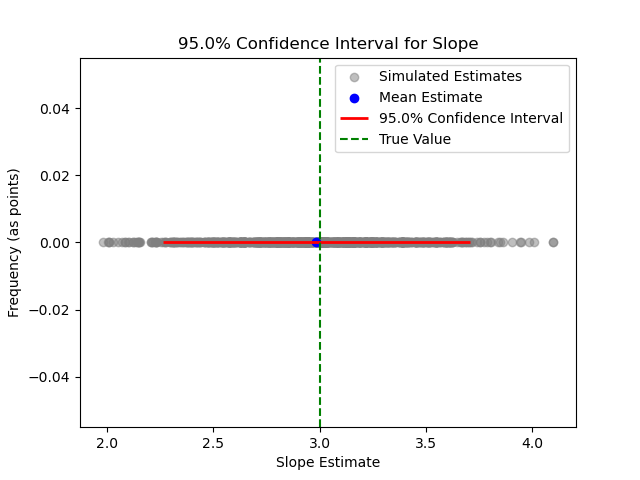 95.0% Confidence Interval for Slope
Simulated Estimates
Mean Estimate
95.0% Confidence Interval
True Value
Frequency (as points)
0.04
0.02
0.00
−0.02
−0.04
2.0 2.5 3.0 3.5 4.0
Slope Estimate